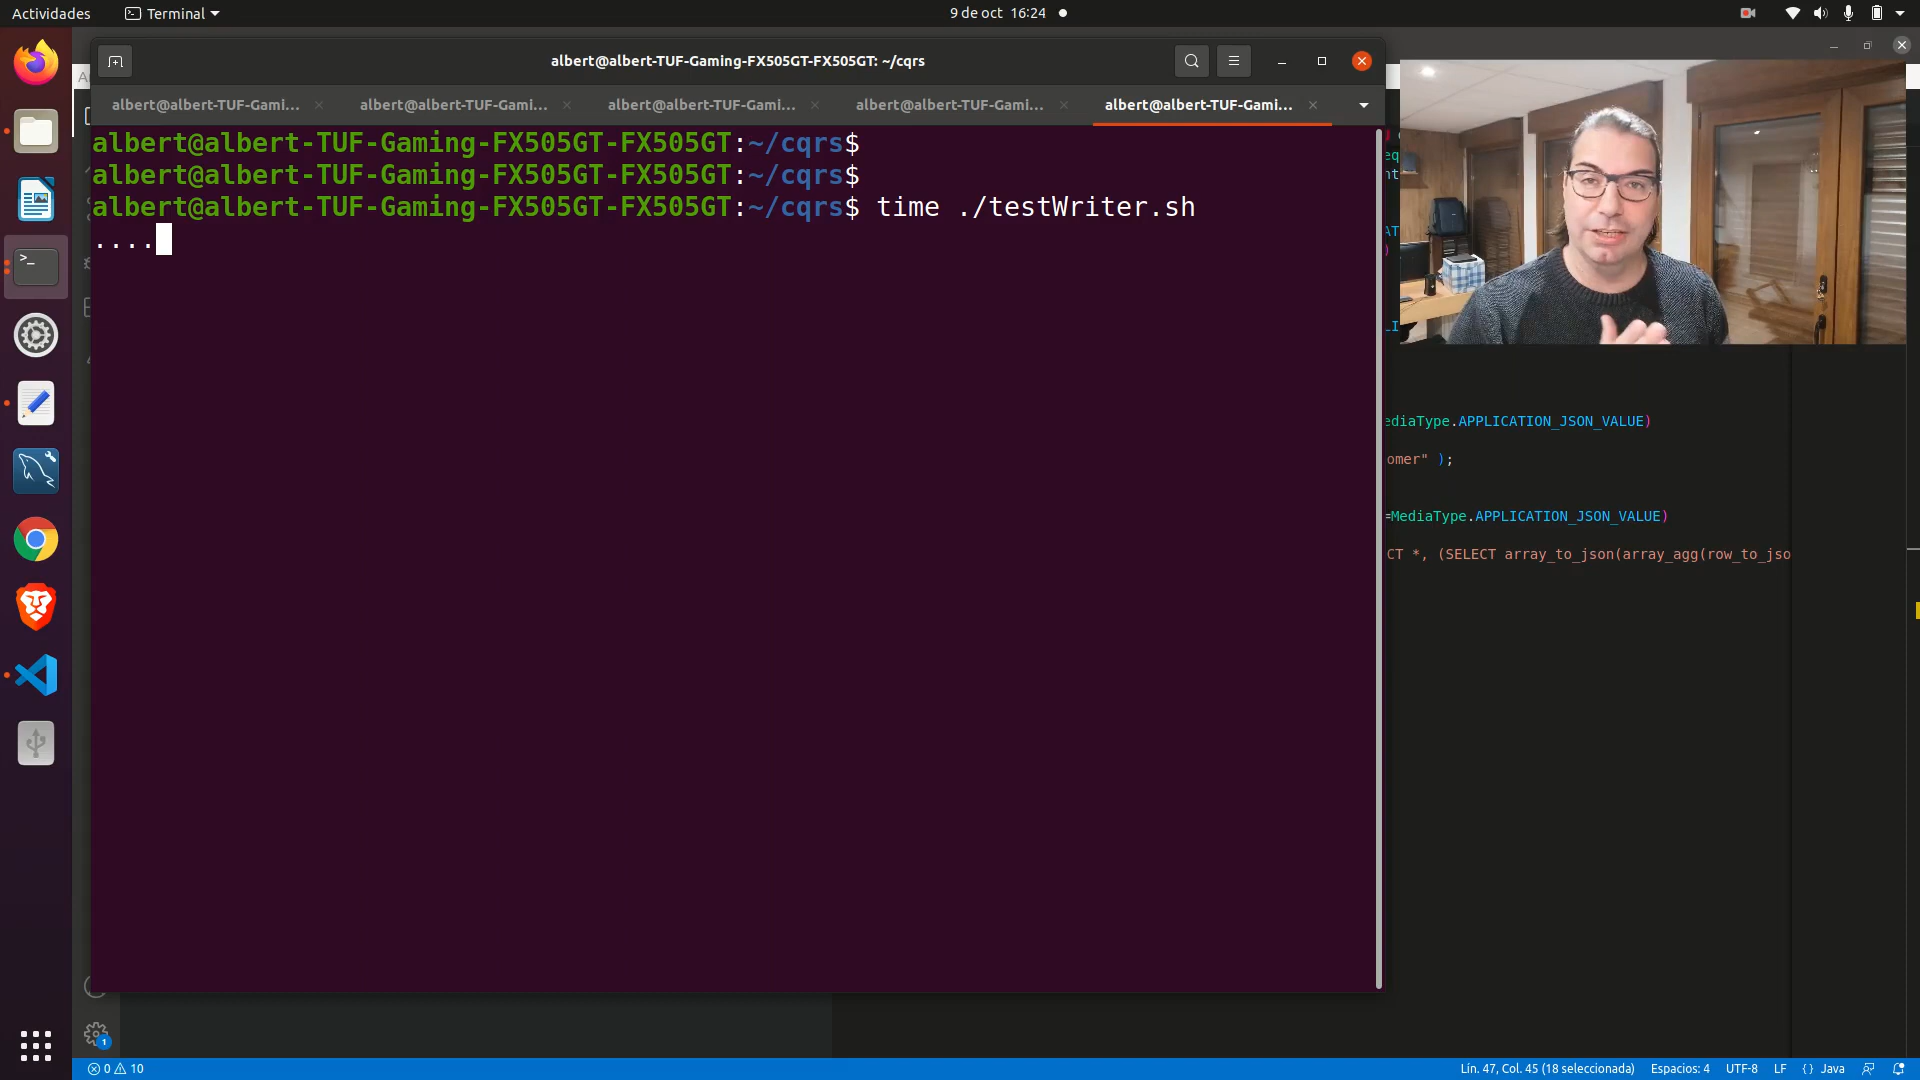 Actividades
Terminal
9 de oct 16:24
albert@albert-TUF-Gaming-FX505GT-FX505GT: ~/cqrs
albert@albert-TUF-Gami...
albert@albert-TUF-Gami...
albert@albert-TUF-Gami...
albert@albert-TUF-Gami...
albert@albert-TUF-Gami...
albert@albert-TUF-Gaming-FX505GT-FX505GT:~/cqrs$
albert@albert-TUF-Gaming-FX505GT-FX505GT:~/cqrs$
albert@albert-TUF-Gaming-FX505GT-FX505GT:~/cqrs$ time ./testWriter.sh
....
ediaType.APPLICATION_JSON_VALUE)
omer" );
=MediaType.APPLICATION_JSON_VALUE)
CT *, (SELECT array_to_json(array_agg(row_to_jso
1
0 10
Lín. 47, Col. 45 (18 seleccionada)
Espacios: 4
UTF-8
LF
{ } Java